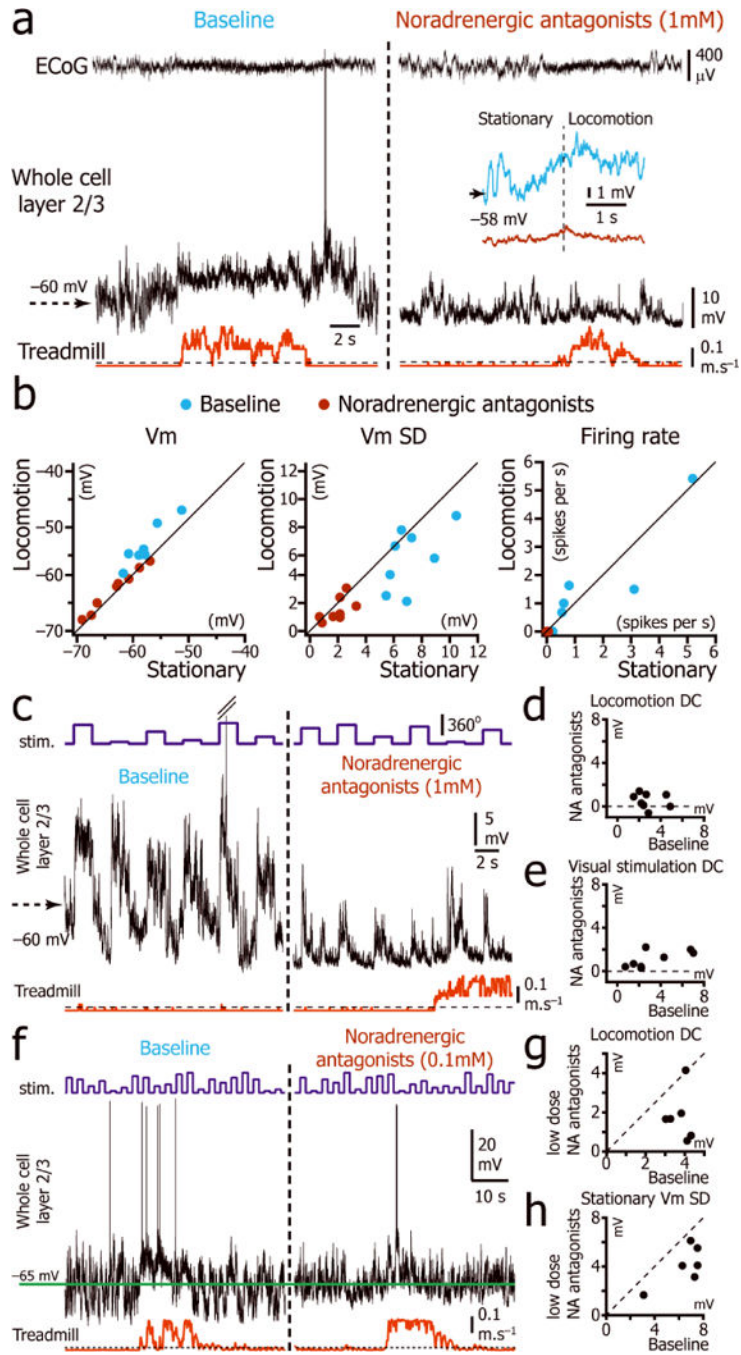 a
Baseline
Noradrenergic antagonists (1mM)
ECoG
400 µV
Stationary
Locomotion
Whole cell layer 2/3
1 mV
1 s
−58 mV
−60 mV
2 s
10 mV
Treadmill
0.1 m.s⁻¹
b
Baseline
Noradrenergic antagonists
Vm
Vm SD
Firing rate
Locomotion
(mV)
−40
−50
−60
−70
−70 −60 −50 −40
(mV)
Stationary
Locomotion
(mV)
12
10
8
6
4
2
0
0 2 4 6 8 10 12
(mV)
Stationary
Locomotion
(spikes per s)
6
5
4
3
2
1
0
0 1 2 3 4 5 6
(spikes per s)
Stationary
c
stim.
360°
Baseline
Noradrenergic antagonists (1mM)
Whole cell layer 2/3
5 mV
2 s
−60 mV
Treadmill
0.1 m.s⁻¹
d
Locomotion DC
NA antagonists
mV
8
4
0
mV
0 4 8
Baseline
e
Visual stimulation DC
NA antagonists
mV
8
4
0
mV
0 4 8
Baseline
f
Baseline
Noradrenergic antagonists (0.1mM)
stim.
Whole cell layer 2/3
20 mV
10 s
−65 mV
Treadmill
0.1 m.s⁻¹
g
Locomotion DC
low dose NA antagonists
mV
4
2
0
mV
0 2 4
Baseline
h
Stationary Vm SD
low dose NA antagonists
mV
8
4
0
mV
0 4 8
Baseline